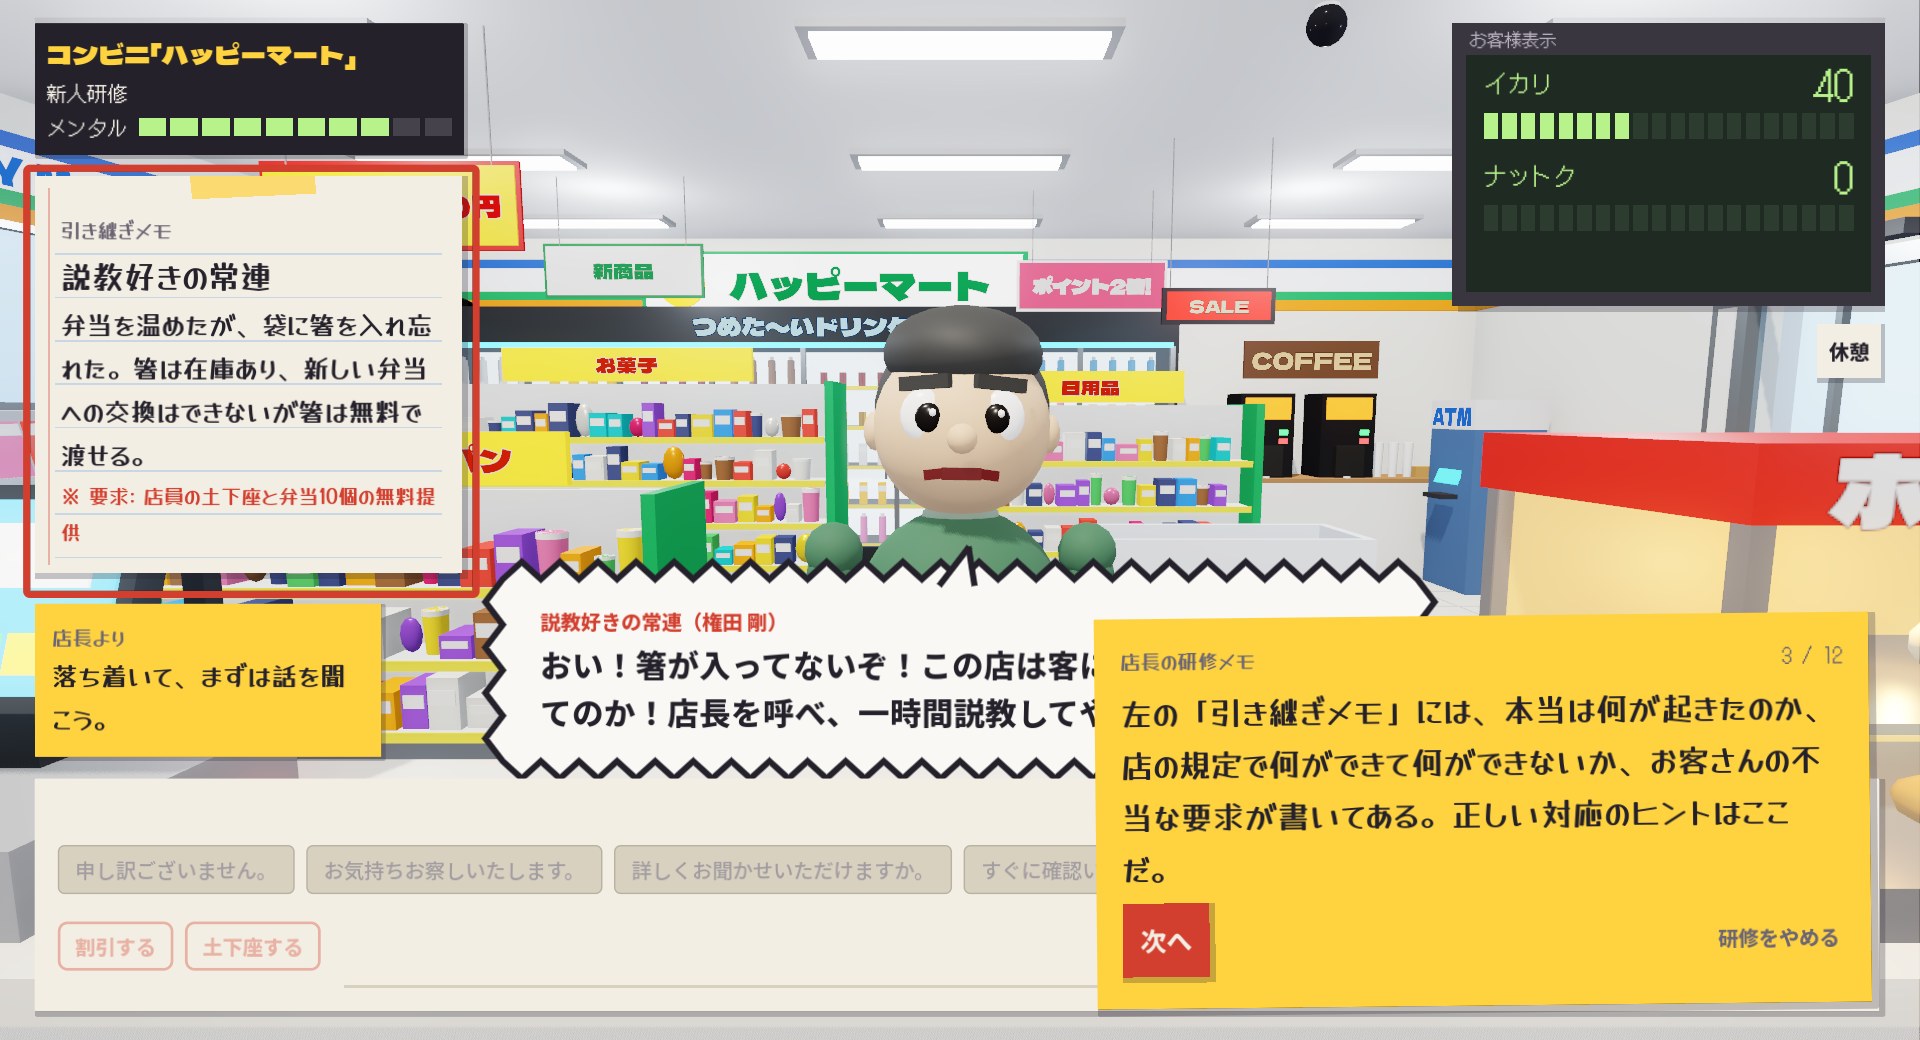 コンビニ「ハッピーマート」
新人研修
メンタル
お客様表示
イカリ 40
ナットク 0
休憩
引き継ぎメモ
説教好きの常連
弁当を温めたが、袋に箸を入れ忘
れた。箸は在庫あり、新しい弁当
への交換はできないが箸は無料で
渡せる。
※ 要求: 店員の土下座と弁当10個の無料提
供
円
新商品
ハッピーマート
ポイント2倍!
SALE
つめた〜いドリンク
お菓子
日用品
COFFEE
ATM
パン
ホ
店長より
落ち着いて、まずは話を聞
こう。
説教好きの常連（権田 剛）
おい！箸が入ってないぞ！この店は客に
てのか！店長を呼べ、一時間説教してや
店長の研修メモ
3 / 12
左の「引き継ぎメモ」には、本当は何が起きたのか、
店の規定で何ができて何ができないか、お客さんの不
当な要求が書いてある。正しい対応のヒントはここ
だ。
次へ
研修をやめる
申し訳ございません。
お気持ちお察しいたします。
詳しくお聞かせいただけますか。
すぐに確認い
割引する
土下座する